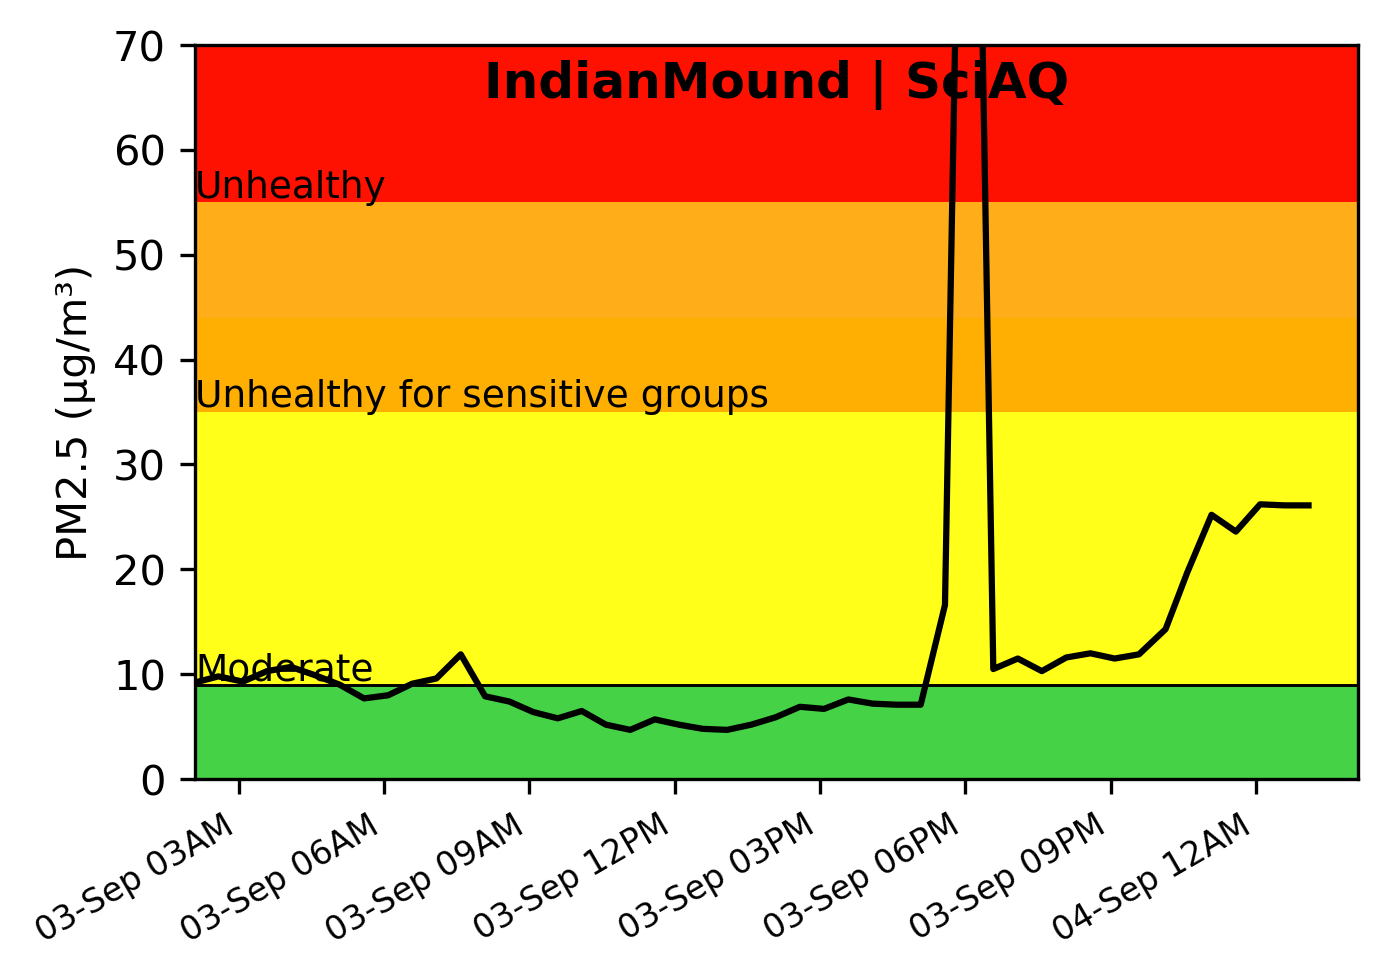 IndianMound | SciAQ
PM2.5 (µg/m³)
70
60
50
40
30
20
10
0
Unhealthy
Unhealthy for sensitive groups
Moderate
03-Sep 03AM
03-Sep 06AM
03-Sep 09AM
03-Sep 12PM
03-Sep 03PM
03-Sep 06PM
03-Sep 09PM
04-Sep 12AM